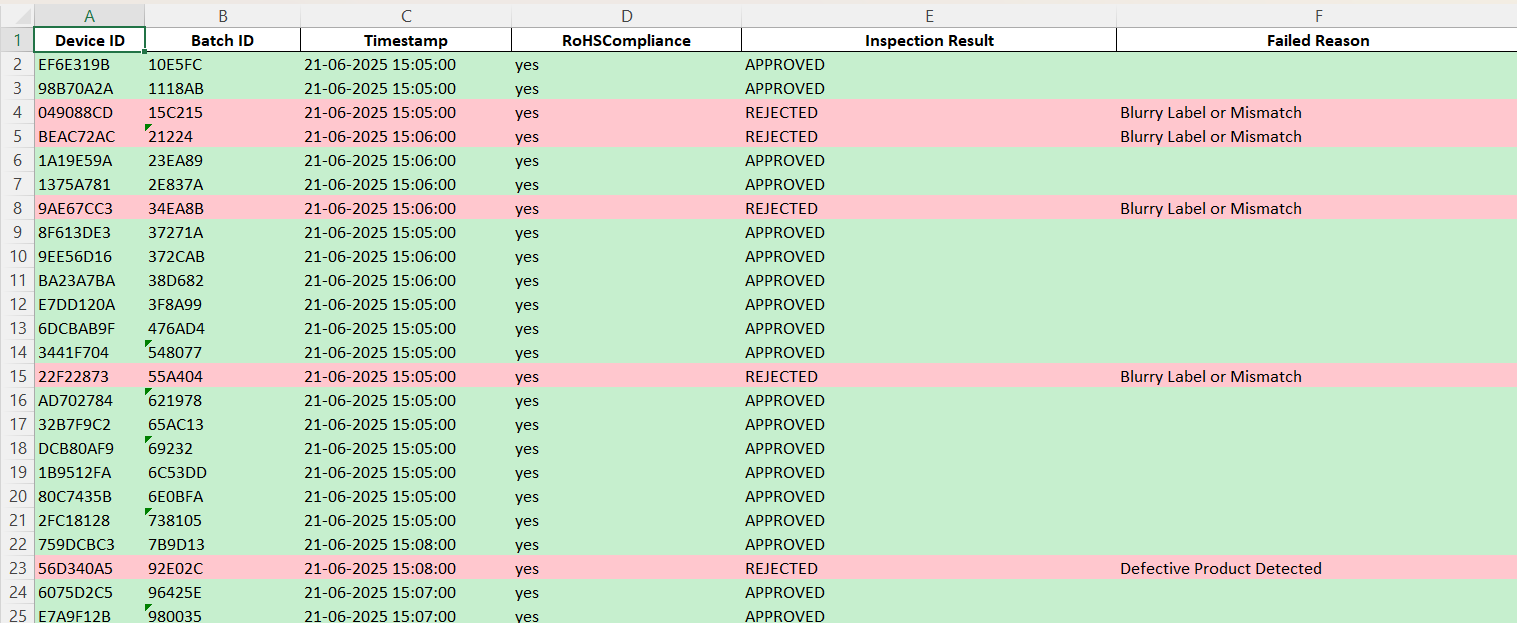 A B C D E F
1 Device ID Batch ID Timestamp RoHSCompliance Inspection Result Failed Reason
2 EF6E319B 10E5FC 21-06-2025 15:05:00 yes APPROVED
3 98B70A2A 1118AB 21-06-2025 15:05:00 yes APPROVED
4 049088CD 15C215 21-06-2025 15:05:00 yes REJECTED Blurry Label or Mismatch
5 BEAC72AC 21224 21-06-2025 15:06:00 yes REJECTED Blurry Label or Mismatch
6 1A19E59A 23EA89 21-06-2025 15:06:00 yes APPROVED
7 1375A781 2E837A 21-06-2025 15:06:00 yes APPROVED
8 9AE67CC3 34EA8B 21-06-2025 15:06:00 yes REJECTED Blurry Label or Mismatch
9 8F613DE3 37271A 21-06-2025 15:05:00 yes APPROVED
10 9EE56D16 372CAB 21-06-2025 15:06:00 yes APPROVED
11 BA23A7BA 38D682 21-06-2025 15:06:00 yes APPROVED
12 E7DD120A 3F8A99 21-06-2025 15:05:00 yes APPROVED
13 6DCBAB9F 476AD4 21-06-2025 15:05:00 yes APPROVED
14 3441F704 548077 21-06-2025 15:05:00 yes APPROVED
15 22F22873 55A404 21-06-2025 15:05:00 yes REJECTED Blurry Label or Mismatch
16 AD702784 621978 21-06-2025 15:05:00 yes APPROVED
17 32B7F9C2 65AC13 21-06-2025 15:05:00 yes APPROVED
18 DCB80AF9 69232 21-06-2025 15:05:00 yes APPROVED
19 1B9512FA 6C53DD 21-06-2025 15:05:00 yes APPROVED
20 80C7435B 6E0BFA 21-06-2025 15:05:00 yes APPROVED
21 2FC18128 738105 21-06-2025 15:05:00 yes APPROVED
22 759DCBC3 7B9D13 21-06-2025 15:08:00 yes APPROVED
23 56D340A5 92E02C 21-06-2025 15:08:00 yes REJECTED Defective Product Detected
24 6075D2C5 96425E 21-06-2025 15:07:00 yes APPROVED
25 E7A9F12B 980035 21-06-2025 15:07:00 yes APPROVED